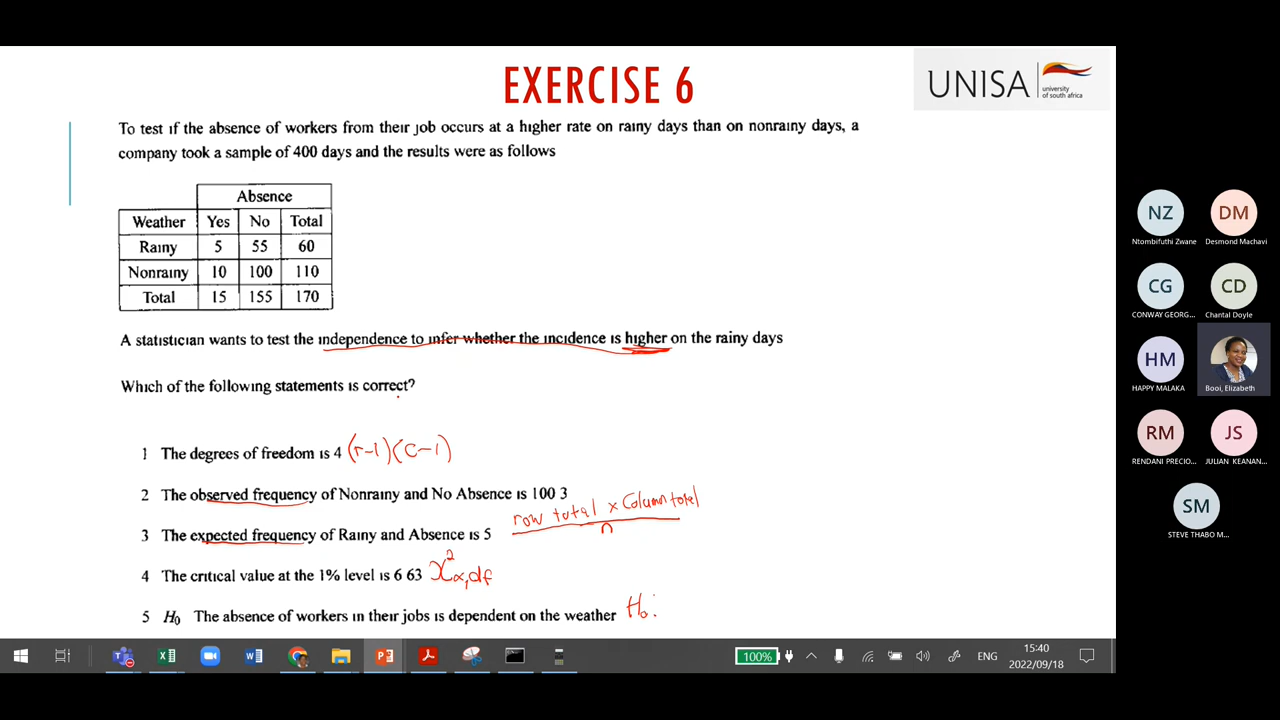 EXERCISE 6
UNISA
university
of south africa
To test if the absence of workers from their job occurs at a higher rate on rainy days than on nonrainy days, a
company took a sample of 400 days and the results were as follows
Absence
Weather Yes No Total
Rainy 5 55 60
Nonrainy 10 100 110
Total 15 155 170
A statistician wants to test the independence to infer whether the incidence is higher on the rainy days
Which of the following statements is correct?
1 The degrees of freedom is 4 (r-1)(c-1)
2 The observed frequency of Nonrainy and No Absence is 100 3
row total x Column total
3 The expected frequency of Rainy and Absence is 5
n
4 The critical value at the 1% level is 6 63 X²α,df
5 H₀ The absence of workers in their jobs is dependent on the weather H₀:
NZ
Ntombifuthi Zwane
DM
Desmond Machavi
CG
CONWAY GEORG...
CD
Chantal Doyle
HM
HAPPY MALAKA
Booi, Elizabeth
RM
RENDANI PRECIO...
JS
JULIAN KEANAN...
SM
STEVE THABO M...
100%
ENG
15:40
2022/09/18